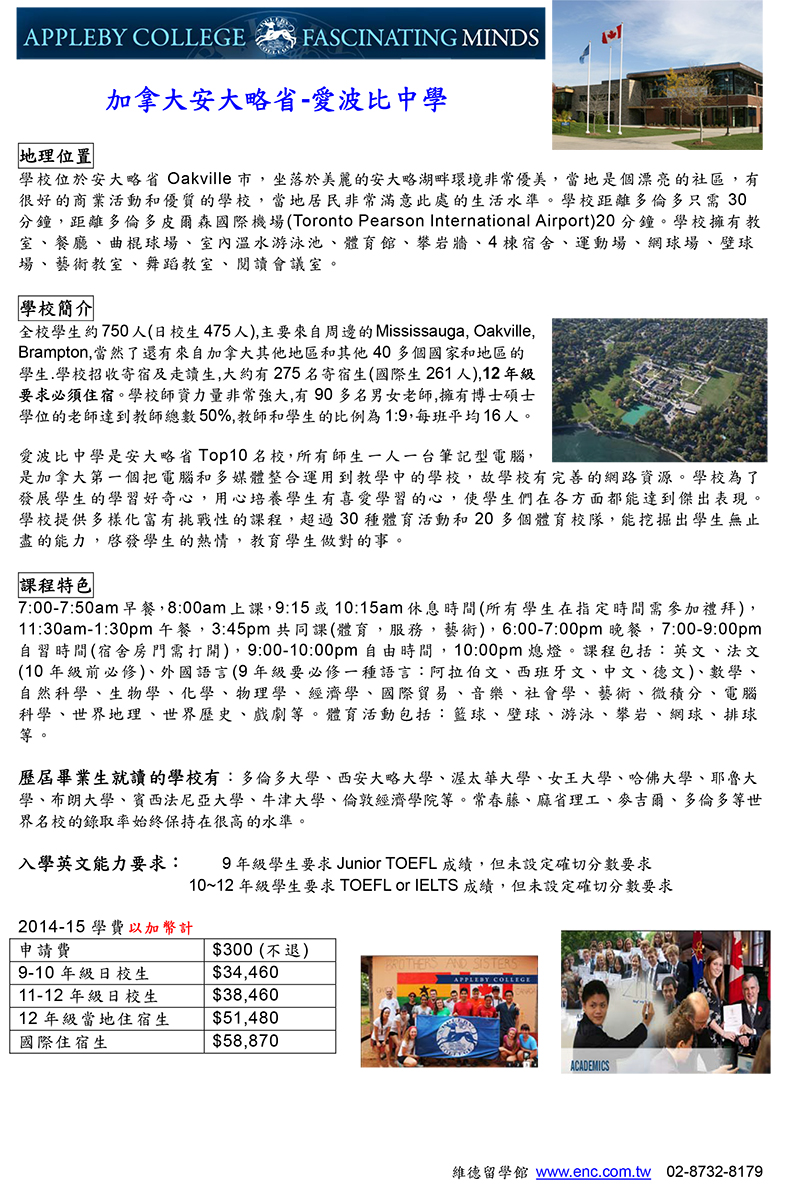 APPLEBY COLLEGE FASCINATING MINDS
加拿大安大略省-愛波比中學
地理位置
學校位於安大略省 Oakville 市，坐落於美麗的安大略湖畔環境非常優美，當地是個漂亮的社區，有
很好的商業活動和優質的學校，當地居民非常滿意此處的生活水準。學校距離多倫多只需 30
分鐘，距離多倫多皮爾森國際機場(Toronto Pearson International Airport)20 分鐘。學校擁有教
室、餐廳、曲棍球場、室內溫水游泳池、體育館、攀岩牆、4 棟宿舍、運動場、網球場、壁球
場、藝術教室、舞蹈教室、閱讀會議室。
學校簡介
全校學生約 750 人(日校生 475 人),主要來自周邊的 Mississauga, Oakville,
Brampton,當然了還有來自加拿大其他地區和其他 40 多個國家和地區的
學生.學校招收寄宿及走讀生,大約有 275 名寄宿生(國際生 261 人),12 年級
要求必須住宿。學校師資力量非常強大,有 90 多名男女老師,擁有博士碩士
學位的老師達到教師總數 50%,教師和學生的比例為 1:9，每班平均 16 人。
愛波比中學是安大略省 Top10 名校，所有師生一人一台筆記型電腦，
是加拿大第一個把電腦和多媒體整合運用到教學中的學校，故學校有完善的網路資源。學校為了
發展學生的學習好奇心，用心培養學生有喜愛學習的心，使學生們在各方面都能達到傑出表現。
學校提供多樣化富有挑戰性的課程，超過 30 種體育活動和 20 多個體育校隊，能挖掘出學生無止
盡的能力，啓發學生的熱情，教育學生做對的事。
課程特色
7:00-7:50am 早餐，8:00am 上課，9:15 或 10:15am 休息時間(所有學生在指定時間需參加禮拜)，
11:30am-1:30pm 午餐，3:45pm 共同課(體育，服務，藝術)，6:00-7:00pm 晚餐，7:00-9:00pm
自習時間(宿舍房門需打開)，9:00-10:00pm 自由時間，10:00pm 熄燈。課程包括：英文、法文
(10 年級前必修)、外國語言(9 年級要必修一種語言：阿拉伯文、西班牙文、中文、德文)、數學、
自然科學、生物學、化學、物理學、經濟學、國際貿易、音樂、社會學、藝術、微積分、電腦
科學、世界地理、世界歷史、戲劇等。體育活動包括：籃球、壁球、游泳、攀岩、網球、排球
等。
歷屆畢業生就讀的學校有：多倫多大學、西安大略大學、渥太華大學、女王大學、哈佛大學、耶魯大
學、布朗大學、賓西法尼亞大學、牛津大學、倫敦經濟學院等。常春藤、麻省理工、麥吉爾、多倫多等世
界名校的錄取率始終保持在很高的水準。
入學英文能力要求： 9 年級學生要求 Junior TOEFL 成績，但未設定確切分數要求
10~12 年級學生要求 TOEFL or IELTS 成績，但未設定確切分數要求
2014-15 學費以加幣計
申請費 $300 (不退)
9-10 年級日校生 $34,460
11-12 年級日校生 $38,460
12 年級當地住宿生 $51,480
國際住宿生 $58,870
BROTHERS AND SISTERS
APPLEBY COLLEGE
ACADEMICS
維德留學館 www.enc.com.tw 02-8732-8179